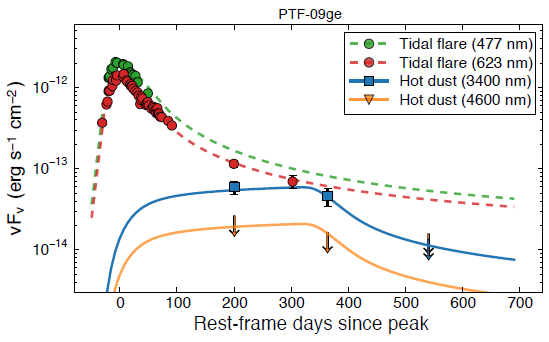 PTF-09ge
Tidal flare (477 nm)
Tidal flare (623 nm)
Hot dust (3400 nm)
Hot dust (4600 nm)
10⁻¹²
10⁻¹³
10⁻¹⁴
νFᵥ (erg s⁻¹ cm⁻²)
0 100 200 300 400 500 600 700
Rest-frame days since peak